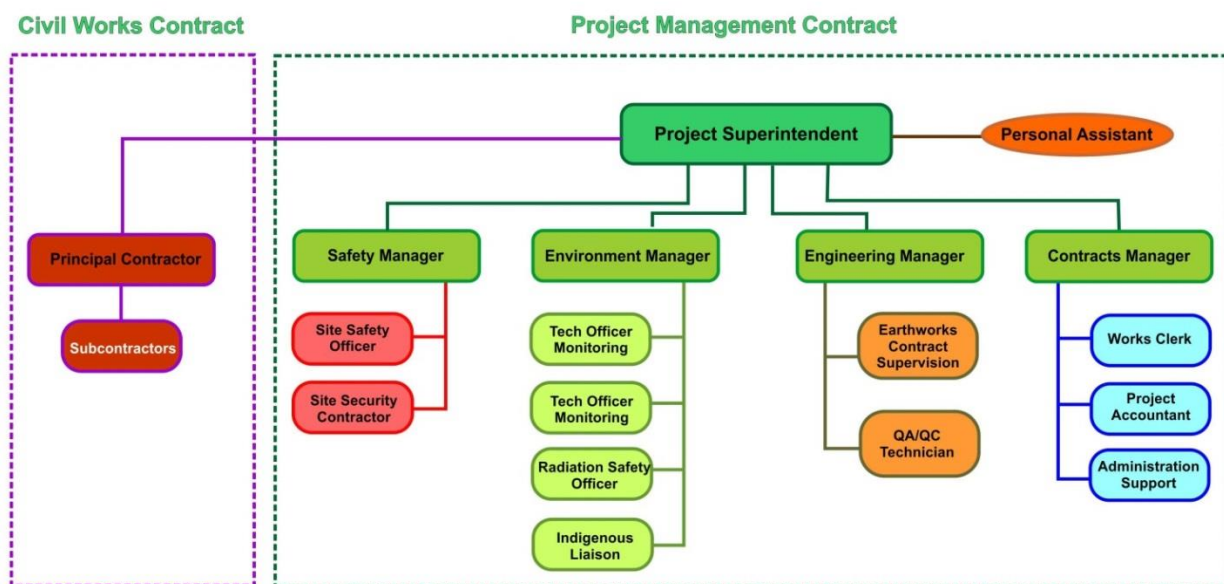 Civil Works Contract
Project Management Contract
Project Superintendent
Personal Assistant
Principal Contractor
Subcontractors
Safety Manager
Site Safety
Officer
Site Security
Contractor
Environment Manager
Tech Officer
Monitoring
Tech Officer
Monitoring
Radiation Safety
Officer
Indigenous
Liaison
Engineering Manager
Earthworks
Contract
Supervision
QA/QC
Technician
Contracts Manager
Works Clerk
Project
Accountant
Administration
Support